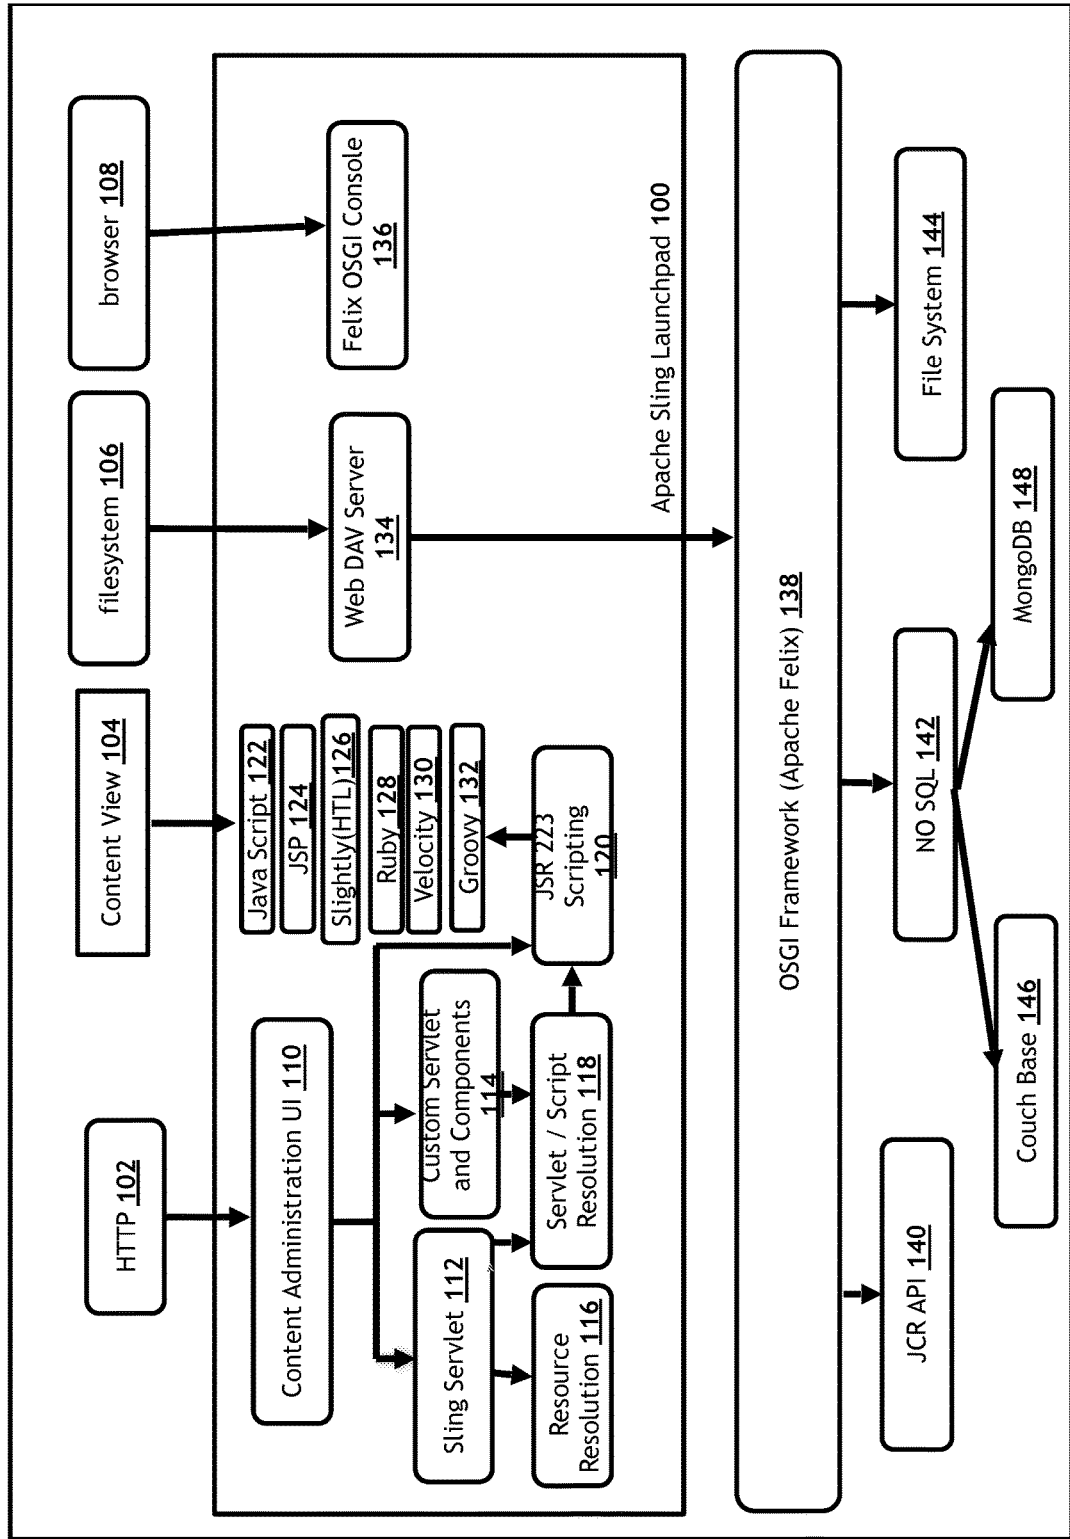 HTTP 102
Content View 104
filesystem 106
browser 108
Content Administration UI 110
Java Script 122
JSP 124
Slightly(HTL)126
Ruby 128
Velocity 130
Groovy 132
Web DAV Server
134
Felix OSGI Console
136
Sling Servlet 112
Custom Servlet
and Components
114
Resource
Resolution 116
Servlet / Script
Resolution 118
JSR 223
Scripting
120
Apache Sling Launchpad 100
OSGI Framework (Apache Felix) 138
JCR API 140
NO SQL 142
File System 144
Couch Base 146
MongoDB 148